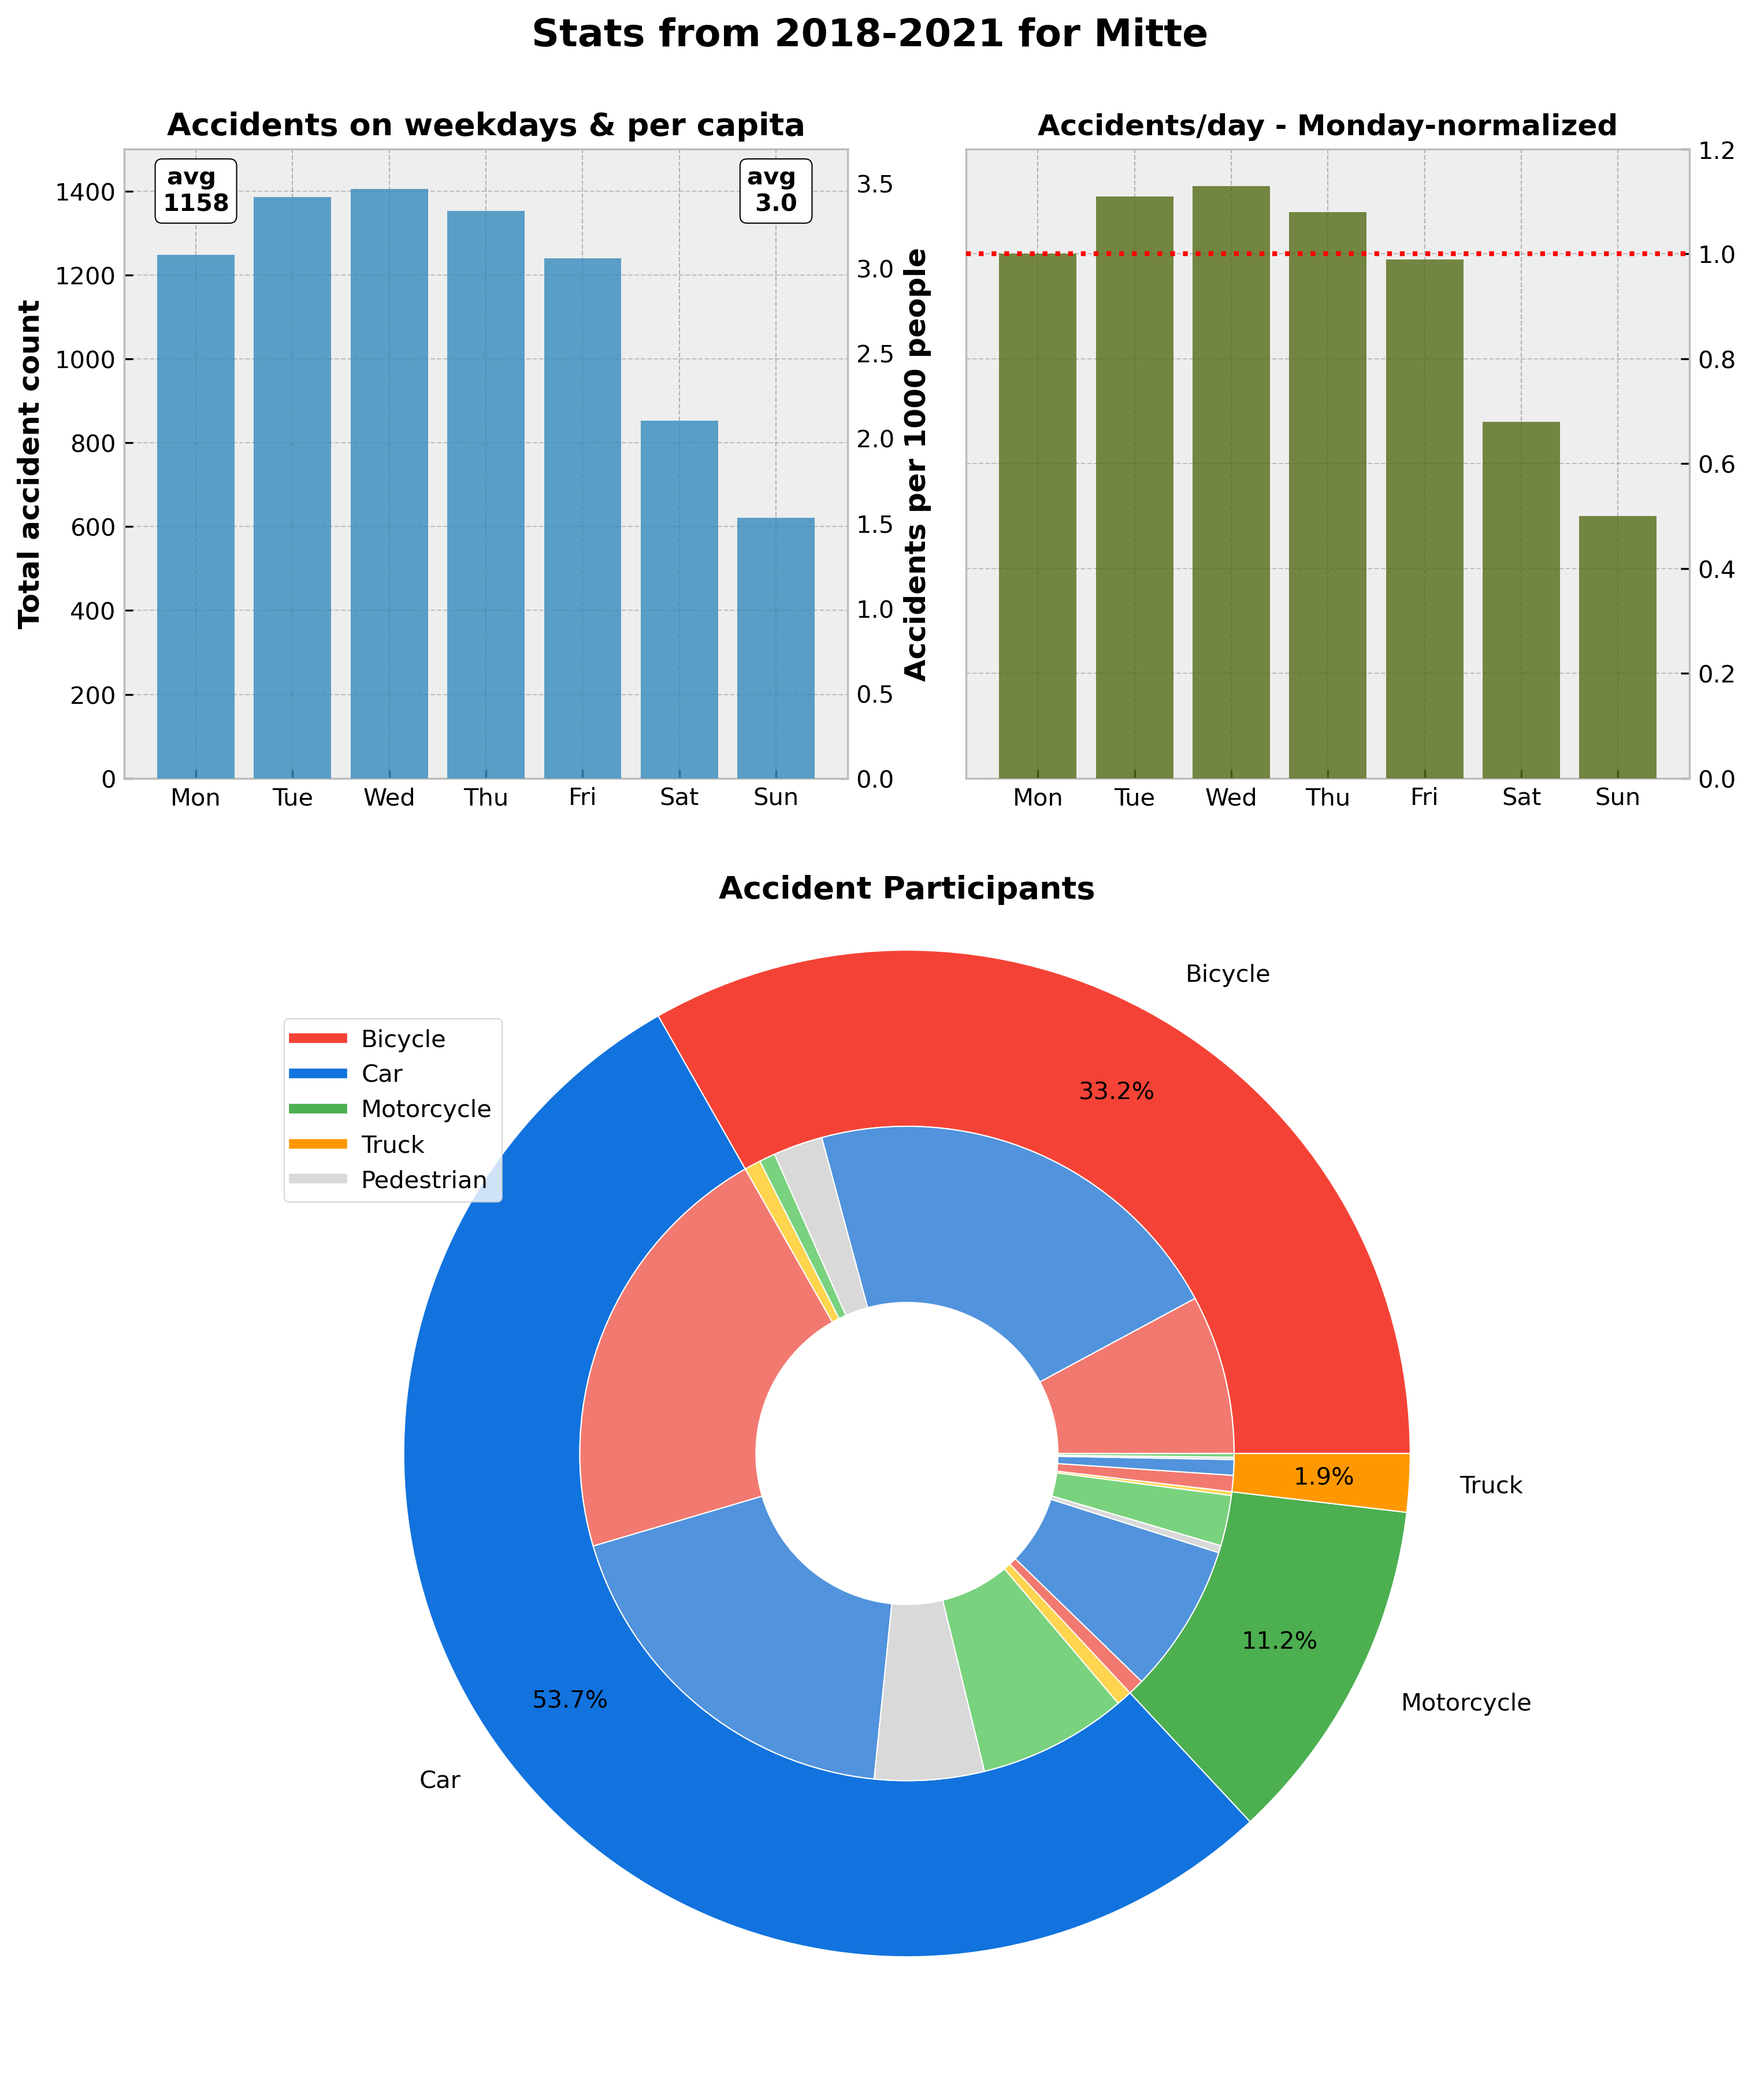 Stats from 2018-2021 for Mitte
Accidents on weekdays & per capita
avg
1158
avg
3.0
Total accident count
1400
1200
1000
800
600
400
200
0
Mon Tue Wed Thu Fri Sat Sun
3.5
3.0
2.5
2.0
1.5
1.0
0.5
0.0
Accidents per 1000 people
Accidents/day - Monday-normalized
1.2
1.0
0.8
0.6
0.4
0.2
0.0
Mon Tue Wed Thu Fri Sat Sun
Accident Participants
Bicycle
Car
Motorcycle
Truck
Pedestrian
Bicycle
33.2%
1.9%
Truck
11.2%
Motorcycle
53.7%
Car